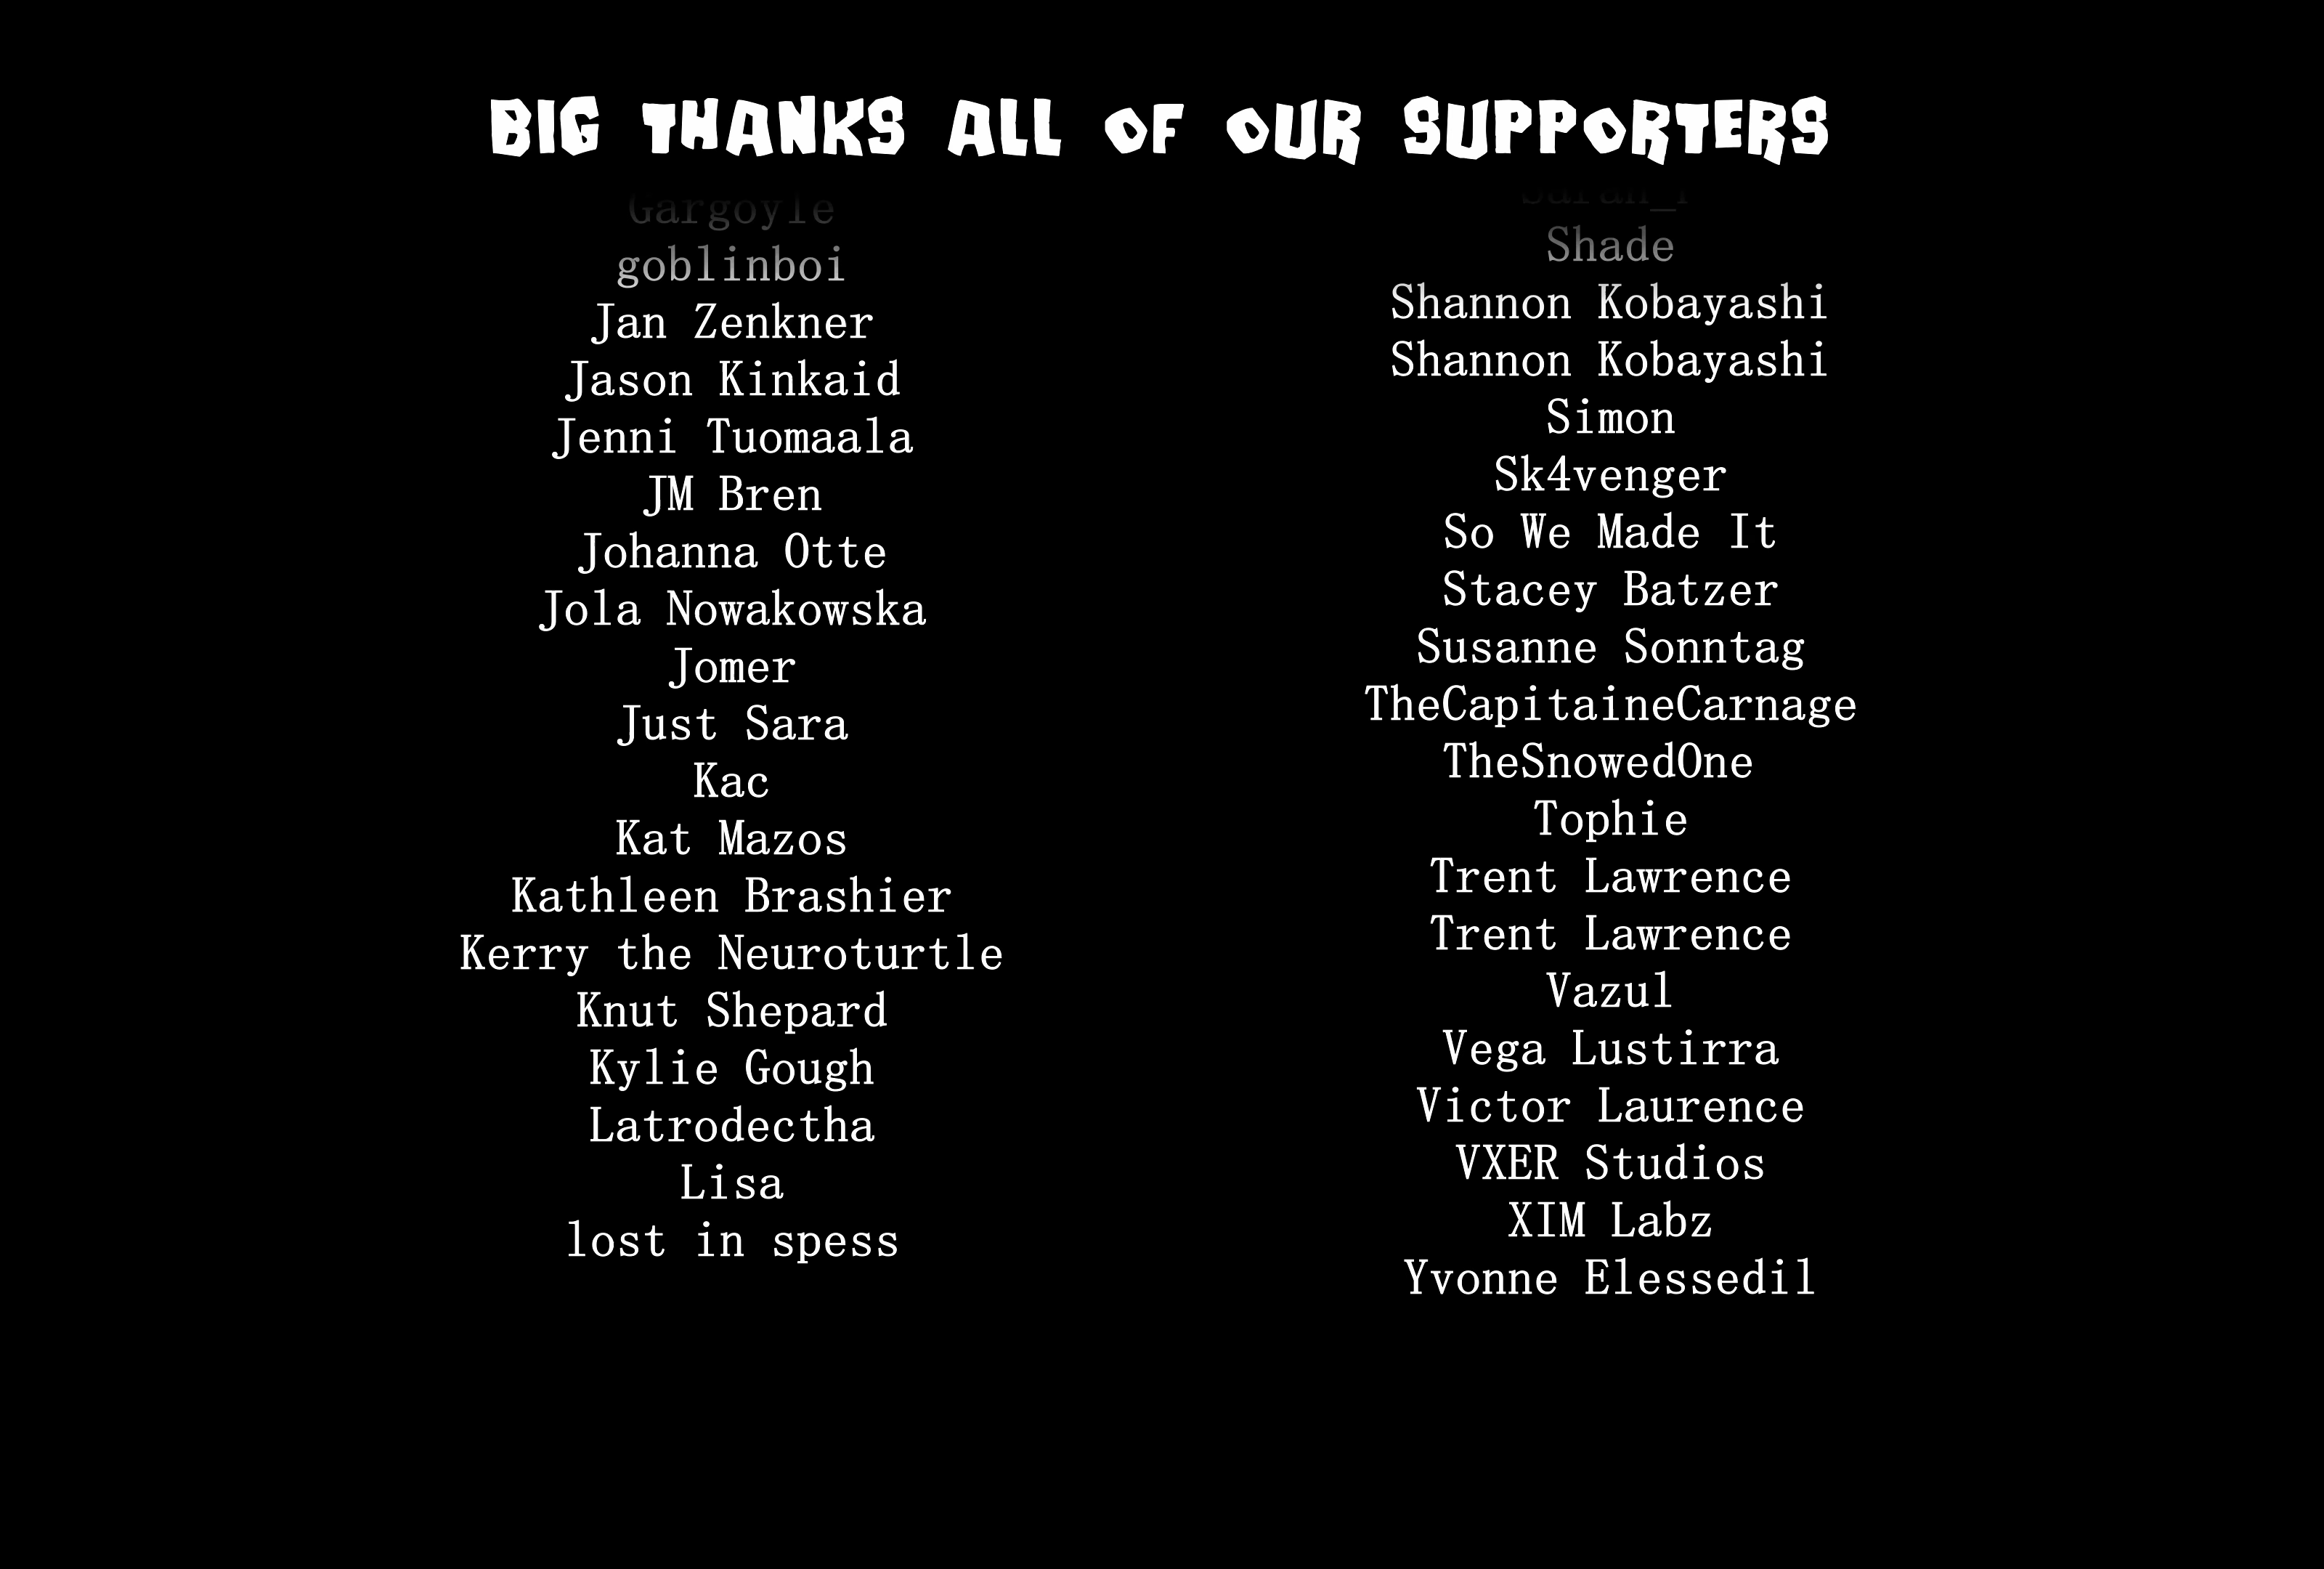 BIG THANKS ALL OF OUR SUPPORTERS
Gargoyle
goblinboi
Jan Zenkner
Jason Kinkaid
Jenni Tuomaala
JM Bren
Johanna Otte
Jola Nowakowska
Jomer
Just Sara
Kac
Kat Mazos
Kathleen Brashier
Kerry the Neuroturtle
Knut Shepard
Kylie Gough
Latrodectha
Lisa
lost in spess
Shade
Shannon Kobayashi
Shannon Kobayashi
Simon
Sk4venger
So We Made It
Stacey Batzer
Susanne Sonntag
TheCapitaineCarnage
TheSnowedOne
Tophie
Trent Lawrence
Trent Lawrence
Vazul
Vega Lustirra
Victor Laurence
VXER Studios
XIM Labz
Yvonne Elessedil